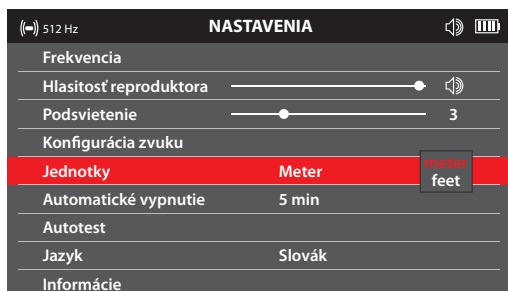 512 Hz NASTAVENIA
Frekvencia
Hlasitosť reproduktora
Podsvietenie 3
Konfigurácia zvuku
Jednotky Meter meter
feet
Automatické vypnutie 5 min
Autotest
Jazyk Slovák
Informácie